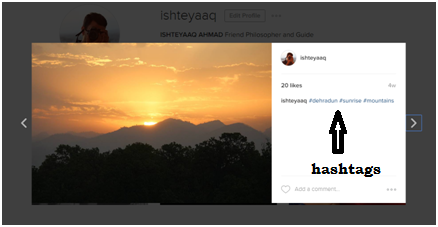 ishteyaaq Edit Profile ...
ISHTEYAAQ AHMAD Friend Philosopher and Guide
ishteyaaq
20 likes 4w
ishteyaaq #dehradun #sunrise #mountains
hashtags
Add a comment... ...